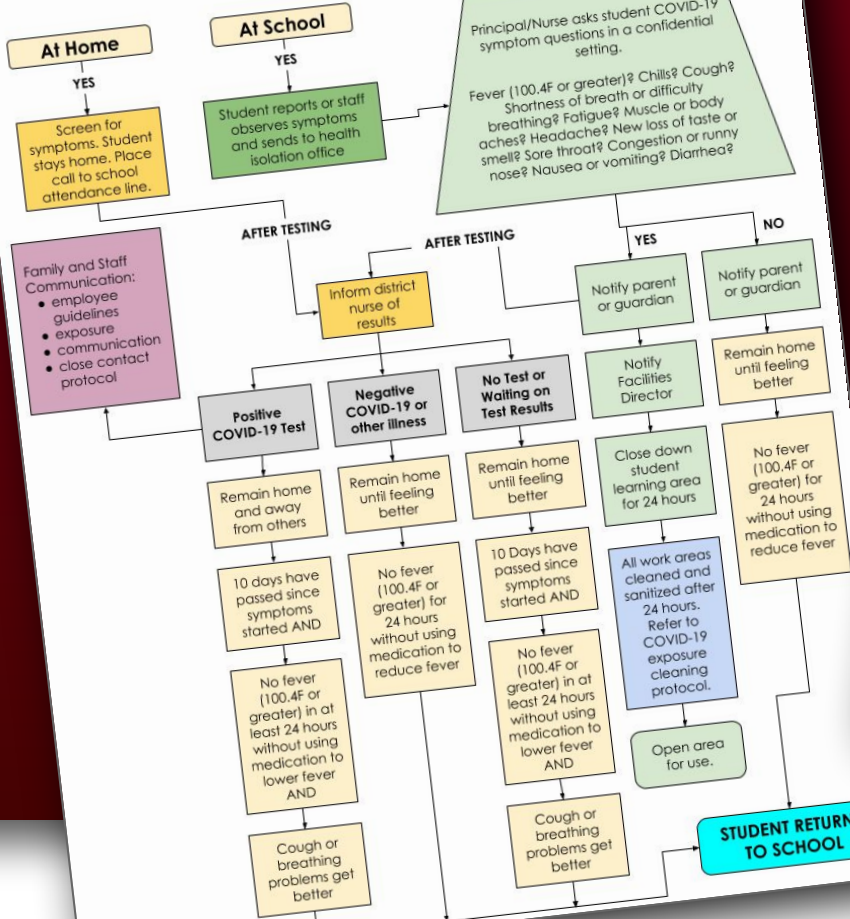 At Home
YES
Screen for
symptoms. Student
stays home. Place
call to school
attendance line.
At School
YES
Student reports or staff
observes symptoms
and sends to health
isolation office
Principal/Nurse asks student COVID-19
symptom questions in a confidential
setting.
Fever (100.4F or greater)? Chills? Cough?
Shortness of breath or difficulty
breathing? Fatigue? Muscle or body
aches? Headache? New loss of taste or
smell? Sore throat? Congestion or runny
nose? Nausea or vomiting? Diarrhea?
AFTER TESTING
AFTER TESTING
YES
NO
Family and Staff
Communication:
● employee
guidelines
● exposure
● communication
● close contact
protocol
Inform district
nurse of
results
Notify parent
or guardian
Notify parent
or guardian
Positive
COVID-19 Test
Remain home
and away
from others
10 days have
passed since
symptoms
started AND
No fever
(100.4F or
greater) in at
least 24 hours
without using
medication to
lower fever
AND
Cough or
breathing
problems get
better
Negative
COVID-19 or
other illness
Remain home
until feeling
better
No fever
(100.4F or
greater) for
24 hours
without using
medication to
reduce fever
No Test or
Waiting on
Test Results
Remain home
until feeling
better
10 Days have
passed since
symptoms
started AND
No fever
(100.4F or
greater) in at
least 24 hours
without using
medication to
lower fever
AND
Cough or
breathing
problems get
better
Notify
Facilities
Director
Close down
student
learning area
for 24 hours
All work areas
cleaned and
sanitized after
24 hours.
Refer to
COVID-19
exposure
cleaning
protocol.
Open area
for use.
Remain home
until feeling
better
No fever
(100.4F or
greater) for
24 hours
without using
medication to
reduce fever
STUDENT RETURN
TO SCHOOL